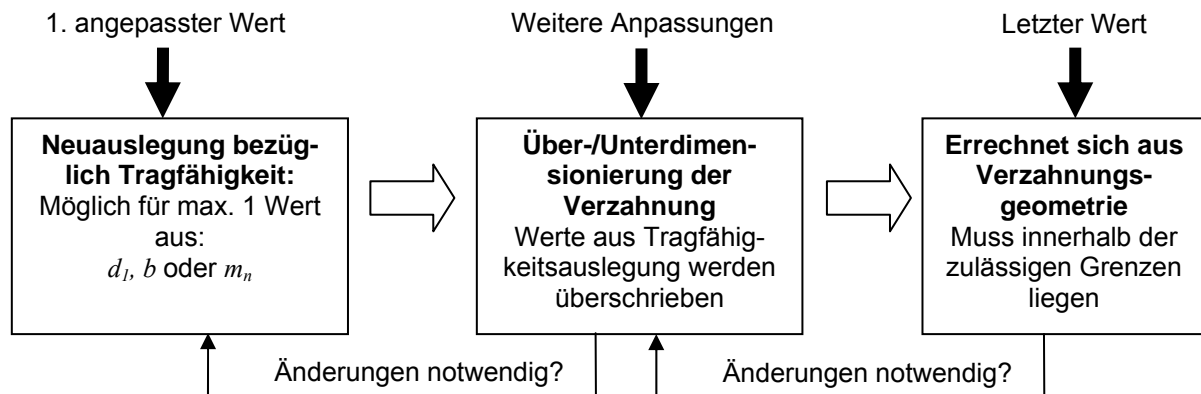 1. angepasster Wert
Weitere Anpassungen
Letzter Wert
Neuauslegung bezüg-
lich Tragfähigkeit:
Möglich für max. 1 Wert
aus:
d1, b oder mn
Über-/Unterdimen-
sionierung der
Verzahnung
Werte aus Tragfähig-
keitsauslegung werden
überschrieben
Errechnet sich aus
Verzahnungs-
geometrie
Muss innerhalb der
zulässigen Grenzen
liegen
Änderungen notwendig?
Änderungen notwendig?